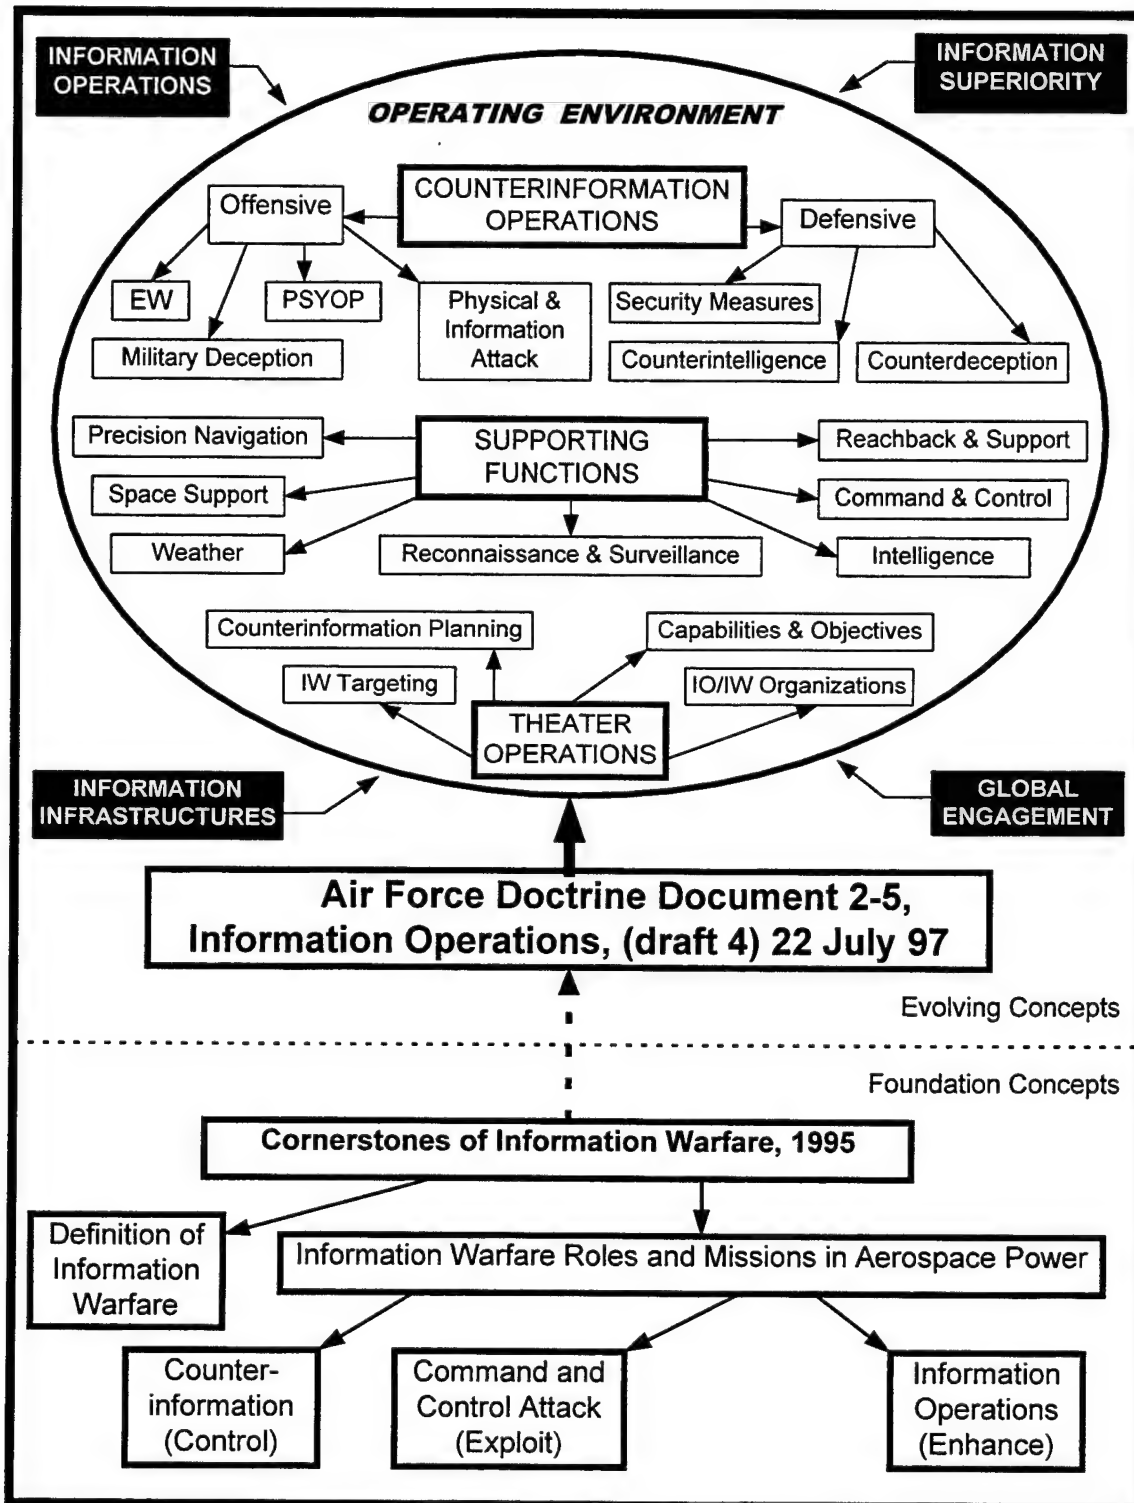 INFORMATION
OPERATIONS
INFORMATION
SUPERIORITY
OPERATING ENVIRONMENT
COUNTERINFORMATION
OPERATIONS
Offensive
Defensive
EW
PSYOP
Physical &
Information
Attack
Military Deception
Security Measures
Counterintelligence
Counterdeception
SUPPORTING
FUNCTIONS
Precision Navigation
Reachback & Support
Space Support
Command & Control
Weather
Reconnaissance & Surveillance
Intelligence
Counterinformation Planning
Capabilities & Objectives
IW Targeting
IO/IW Organizations
THEATER
OPERATIONS
INFORMATION
INFRASTRUCTURES
GLOBAL
ENGAGEMENT
Air Force Doctrine Document 2-5,
Information Operations, (draft 4) 22 July 97
Evolving Concepts
Foundation Concepts
Cornerstones of Information Warfare, 1995
Definition of
Information
Warfare
Information Warfare Roles and Missions in Aerospace Power
Counter-
information
(Control)
Command and
Control Attack
(Exploit)
Information
Operations
(Enhance)